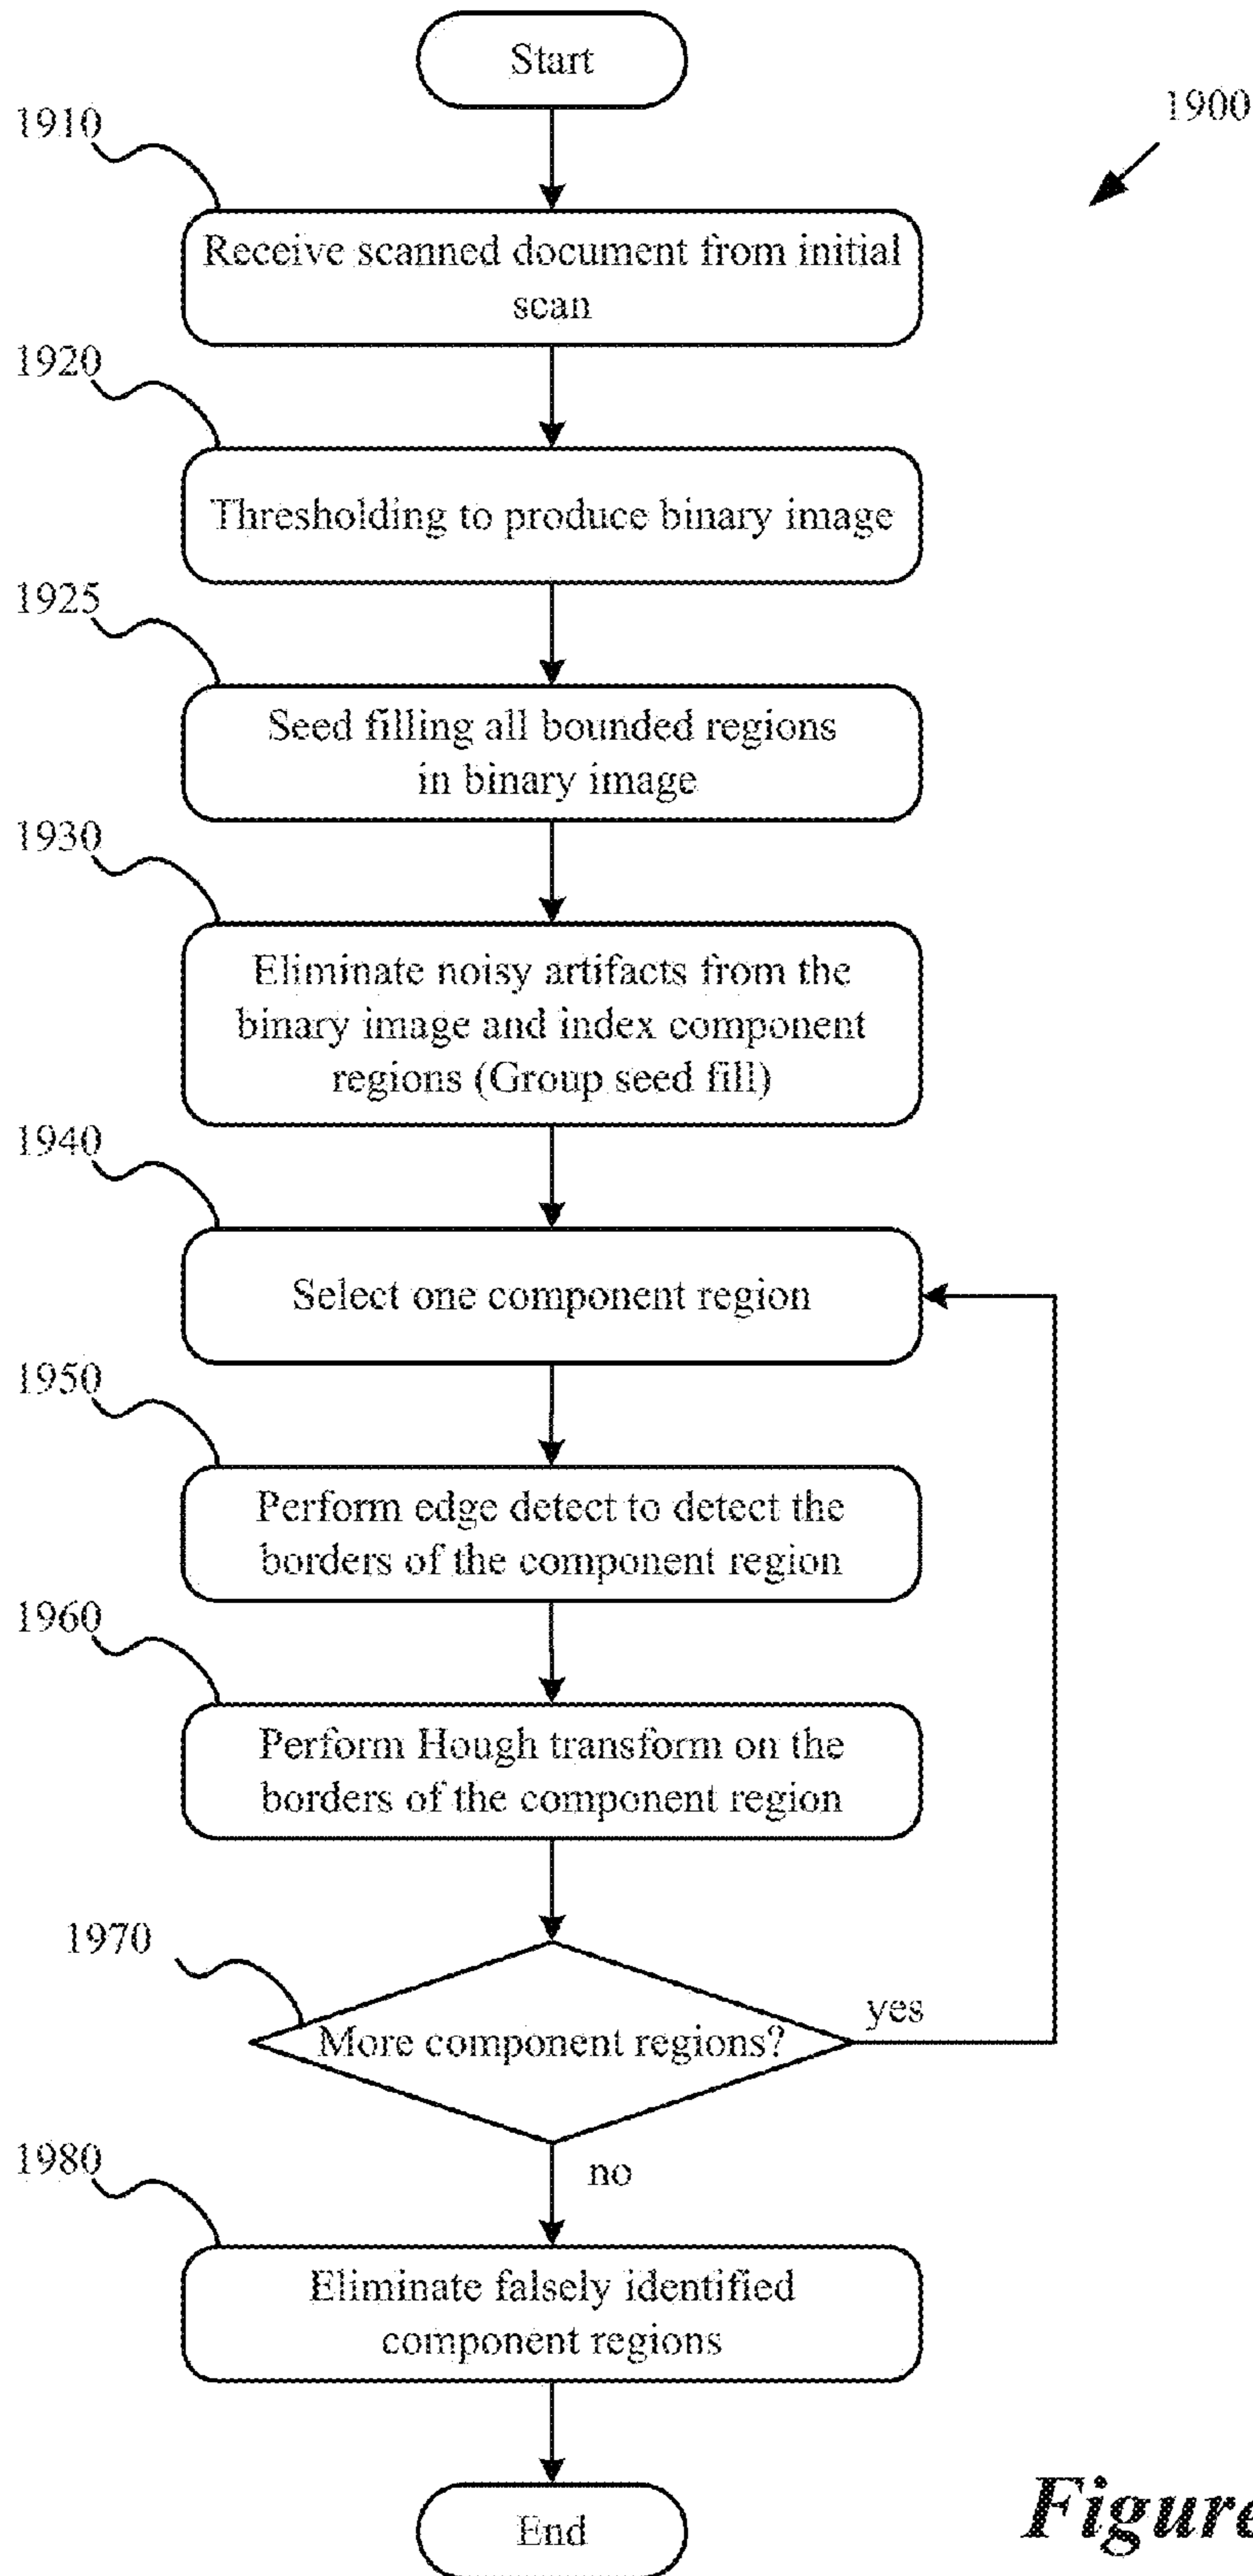 Start
1900
1910
Receive scanned document from initial
scan
1920
Thresholding to produce binary image
1925
Seed filling all bounded regions
in binary image
1930
Eliminate noisy artifacts from the
binary image and index component
regions (Group seed fill)
1940
Select one component region
1950
Perform edge detect to detect the
borders of the component region
1960
Perform Hough transform on the
borders of the component region
1970
More component regions?
yes
no
1980
Eliminate falsely identified
component regions
End
Figure